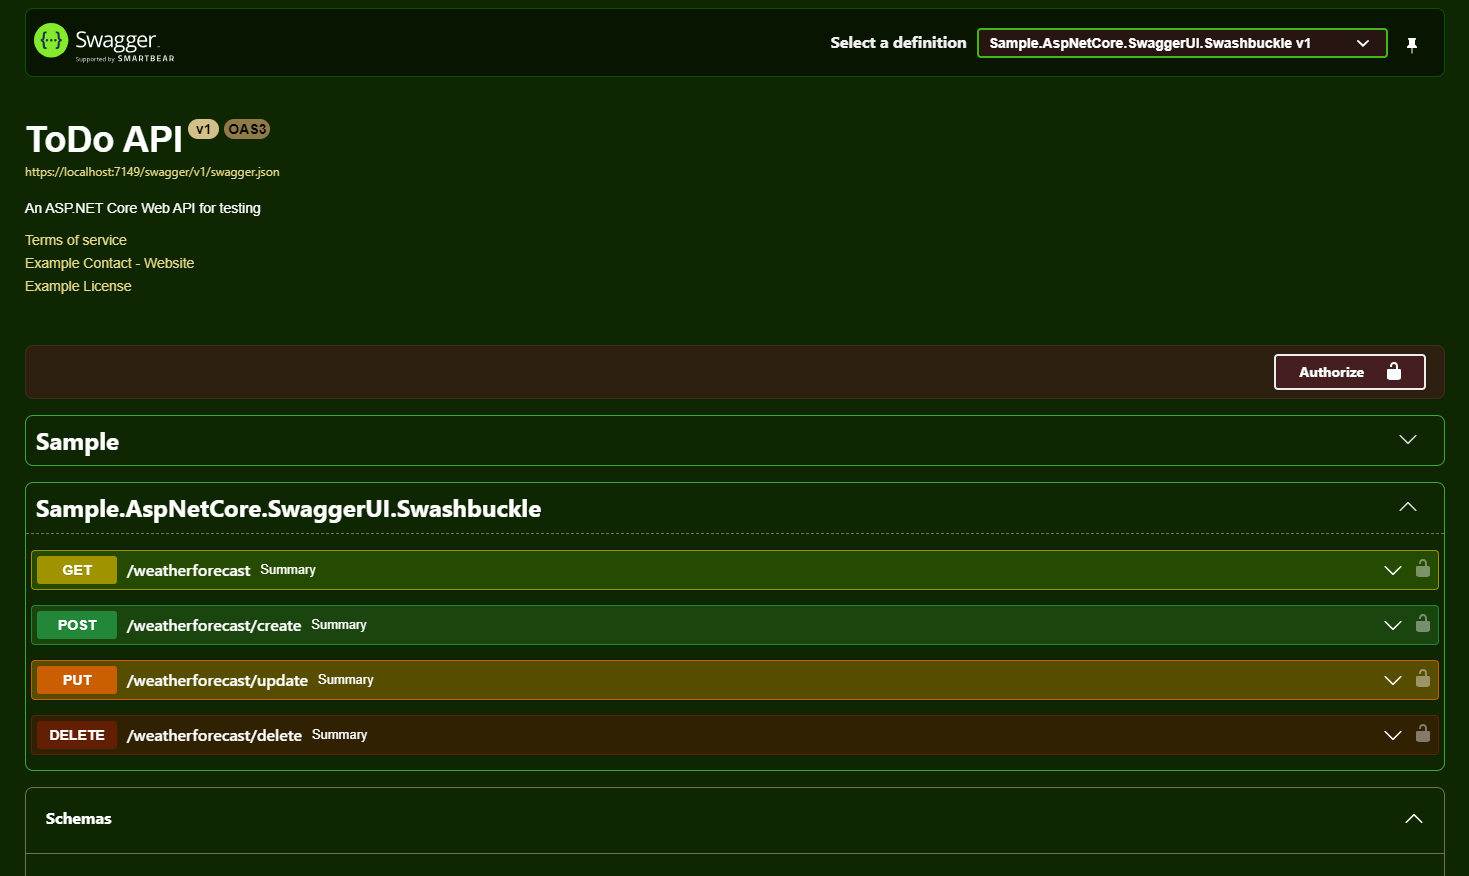 Swagger
Supported by SMARTBEAR
Select a definition
Sample.AspNetCore.SwaggerUI.Swashbuckle v1
ToDo API v1 OAS3
https://localhost:7149/swagger/v1/swagger.json
An ASP.NET Core Web API for testing
Terms of service
Example Contact - Website
Example License
Authorize
Sample
Sample.AspNetCore.SwaggerUI.Swashbuckle
GET /weatherforecast Summary
POST /weatherforecast/create Summary
PUT /weatherforecast/update Summary
DELETE /weatherforecast/delete Summary
Schemas